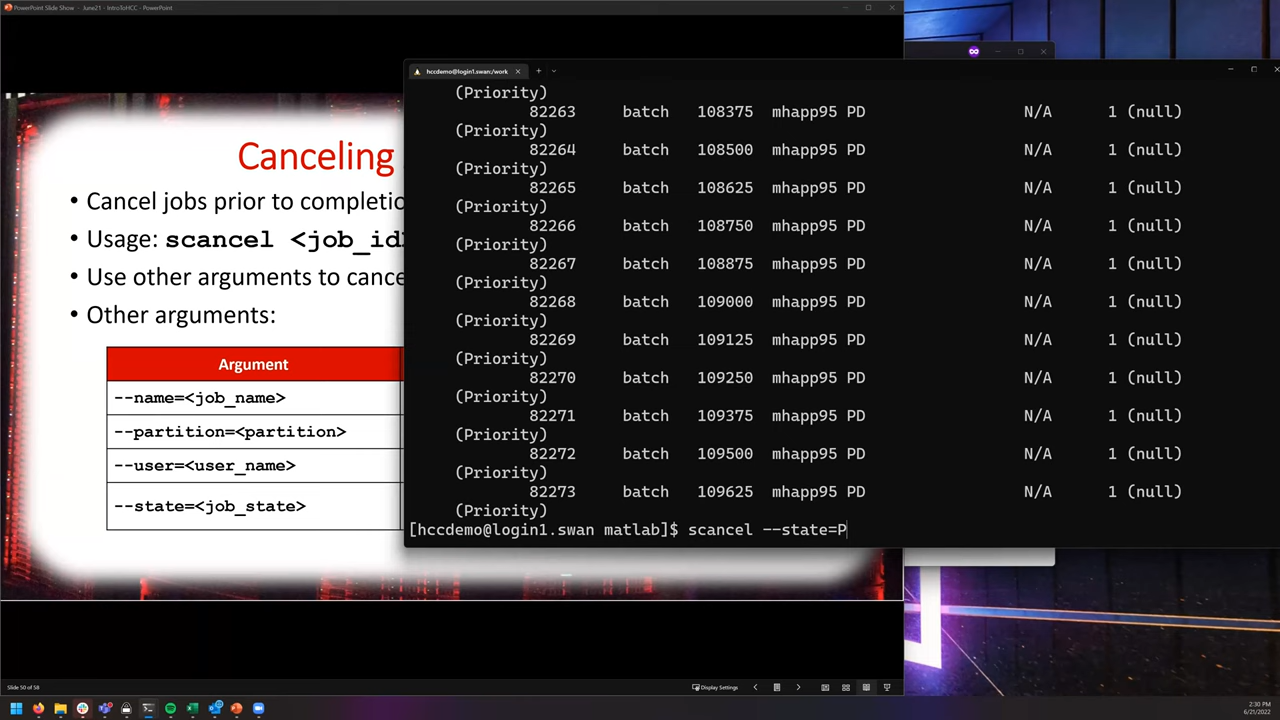 PowerPoint Slide Show - June21 - IntroToHCC - PowerPoint
Canceling
• Cancel jobs prior to completio
• Usage: scancel <job_id
• Use other arguments to cance
• Other arguments:
Argument
--name=<job_name>
--partition=<partition>
--user=<user_name>
--state=<job_state>
hccdemo@login1.swan:/work
(Priority)
82263 batch 108375 mhapp95 PD N/A 1 (null)
(Priority)
82264 batch 108500 mhapp95 PD N/A 1 (null)
(Priority)
82265 batch 108625 mhapp95 PD N/A 1 (null)
(Priority)
82266 batch 108750 mhapp95 PD N/A 1 (null)
(Priority)
82267 batch 108875 mhapp95 PD N/A 1 (null)
(Priority)
82268 batch 109000 mhapp95 PD N/A 1 (null)
(Priority)
82269 batch 109125 mhapp95 PD N/A 1 (null)
(Priority)
82270 batch 109250 mhapp95 PD N/A 1 (null)
(Priority)
82271 batch 109375 mhapp95 PD N/A 1 (null)
(Priority)
82272 batch 109500 mhapp95 PD N/A 1 (null)
(Priority)
82273 batch 109625 mhapp95 PD N/A 1 (null)
(Priority)
[hccdemo@login1.swan matlab]$ scancel --state=P
Slide 50 of 58
Display Settings
2:30 PM
6/21/2022